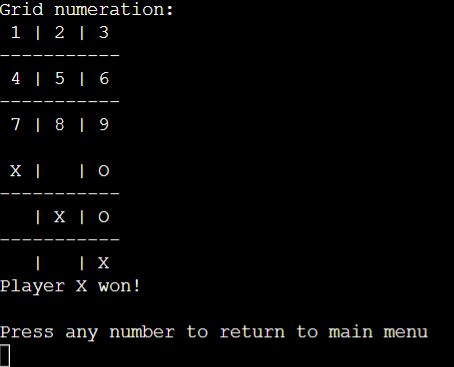 Grid numeration:
 1 | 2 | 3
-----------
 4 | 5 | 6
-----------
 7 | 8 | 9

 X |   | O
-----------
   | X | O
-----------
   |   | X
Player X won!

Press any number to return to main menu